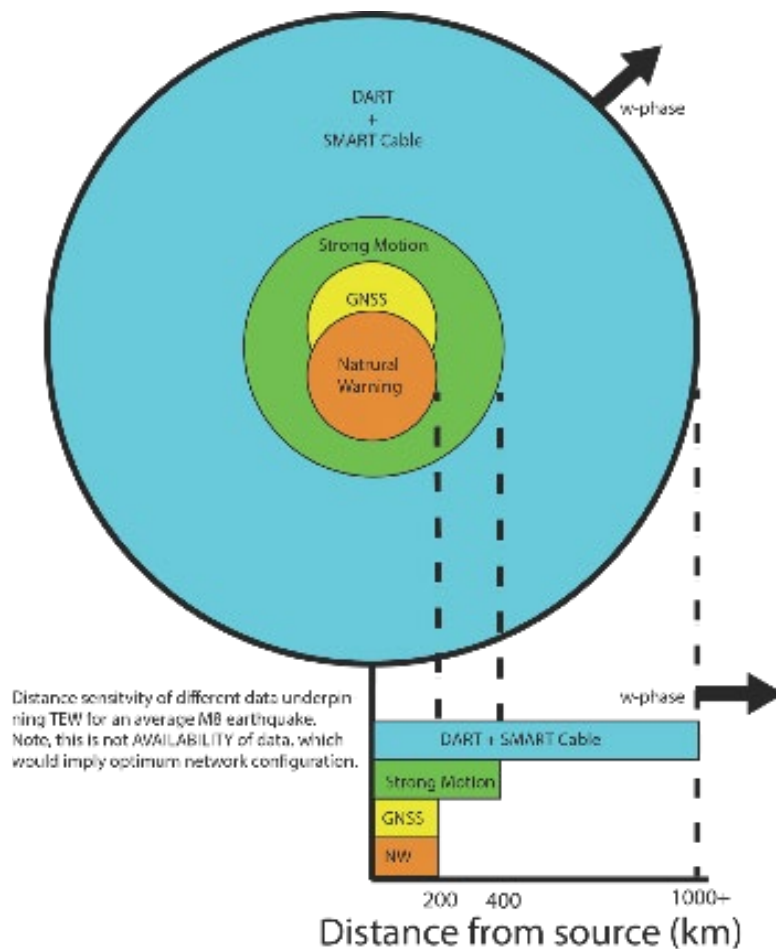 DART
+
SMART Cable
w-phase
Strong Motion
GNSS
Natrural
Warning
Distance sensitvity of different data underpin-
ning TEW for an average M8 earthquake.
Note, this is not AVAILABILITY of data, which
would imply optimum network configuration.
w-phase
DART + SMART Cable
Strong Motion
GNSS
NW
200 400 1000+
Distance from source (km)